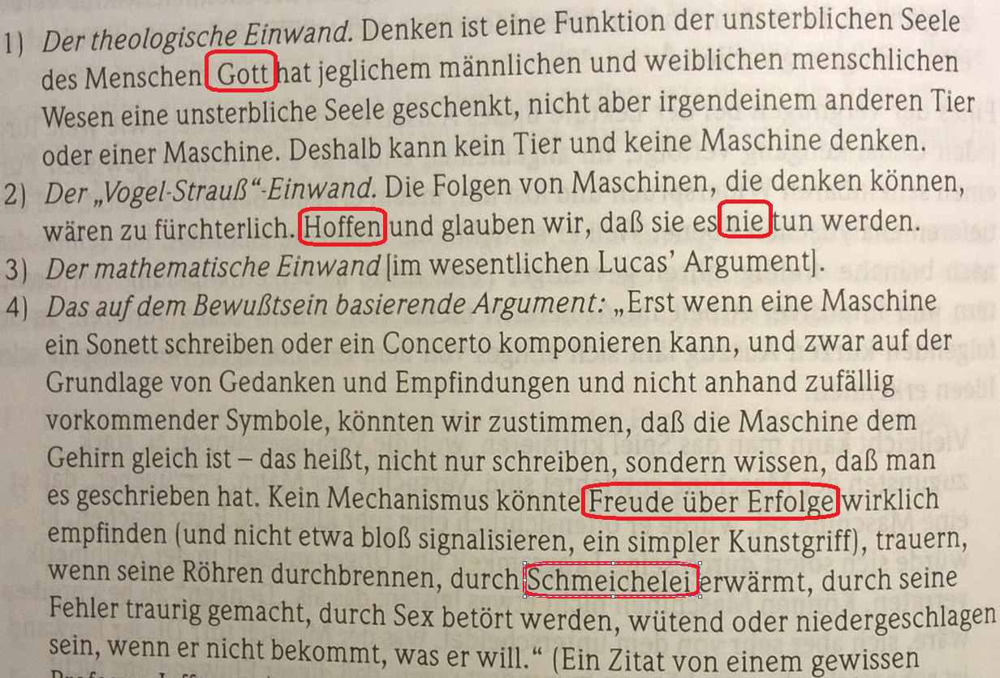 1) Der theologische Einwand. Denken ist eine Funktion der unsterblichen Seele
des Menschen Gott hat jeglichem männlichen und weiblichen menschlichen
Wesen eine unsterbliche Seele geschenkt, nicht aber irgendeinem anderen Tier
oder einer Maschine. Deshalb kann kein Tier und keine Maschine denken.
2) Der „Vogel-Strauß“-Einwand. Die Folgen von Maschinen, die denken können,
wären zu fürchterlich. Hoffen und glauben wir, daß sie es nie tun werden.
3) Der mathematische Einwand [im wesentlichen Lucas’ Argument].
4) Das auf dem Bewußtsein basierende Argument: „Erst wenn eine Maschine
ein Sonett schreiben oder ein Concerto komponieren kann, und zwar auf der
Grundlage von Gedanken und Empfindungen und nicht anhand zufällig
vorkommender Symbole, könnten wir zustimmen, daß die Maschine dem
Gehirn gleich ist – das heißt, nicht nur schreiben, sondern wissen, daß man
es geschrieben hat. Kein Mechanismus könnte Freude über Erfolge wirklich
empfinden (und nicht etwa bloß signalisieren, ein simpler Kunstgriff), trauern,
wenn seine Röhren durchbrennen, durch Schmeichelei erwärmt, durch seine
Fehler traurig gemacht, durch Sex betört werden, wütend oder niedergeschlagen
sein, wenn er nicht bekommt, was er will.“ (Ein Zitat von einem gewissen